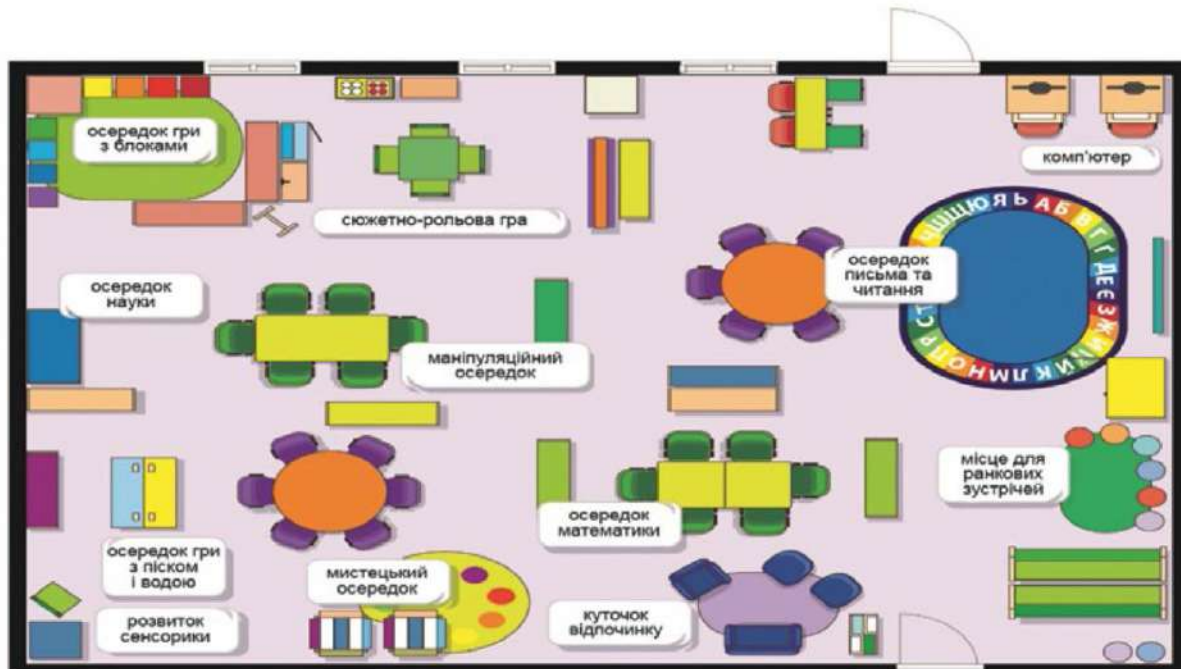 осередок гри
з блоками
сюжетно-рольова гра
комп'ютер
осередок
письма та
читання
Ч Ш Щ Ю Я Ь А Б В Г Ґ Д Е Є З Ж И І Ї Й К Л М Н О П Р С Т
осередок
науки
маніпуляційний
осередок
місце для
ранкових
зустрічей
осередок
математики
осередок гри
з піском
і водою
мистецький
осередок
розвиток
сенсорики
куточок
відпочинку